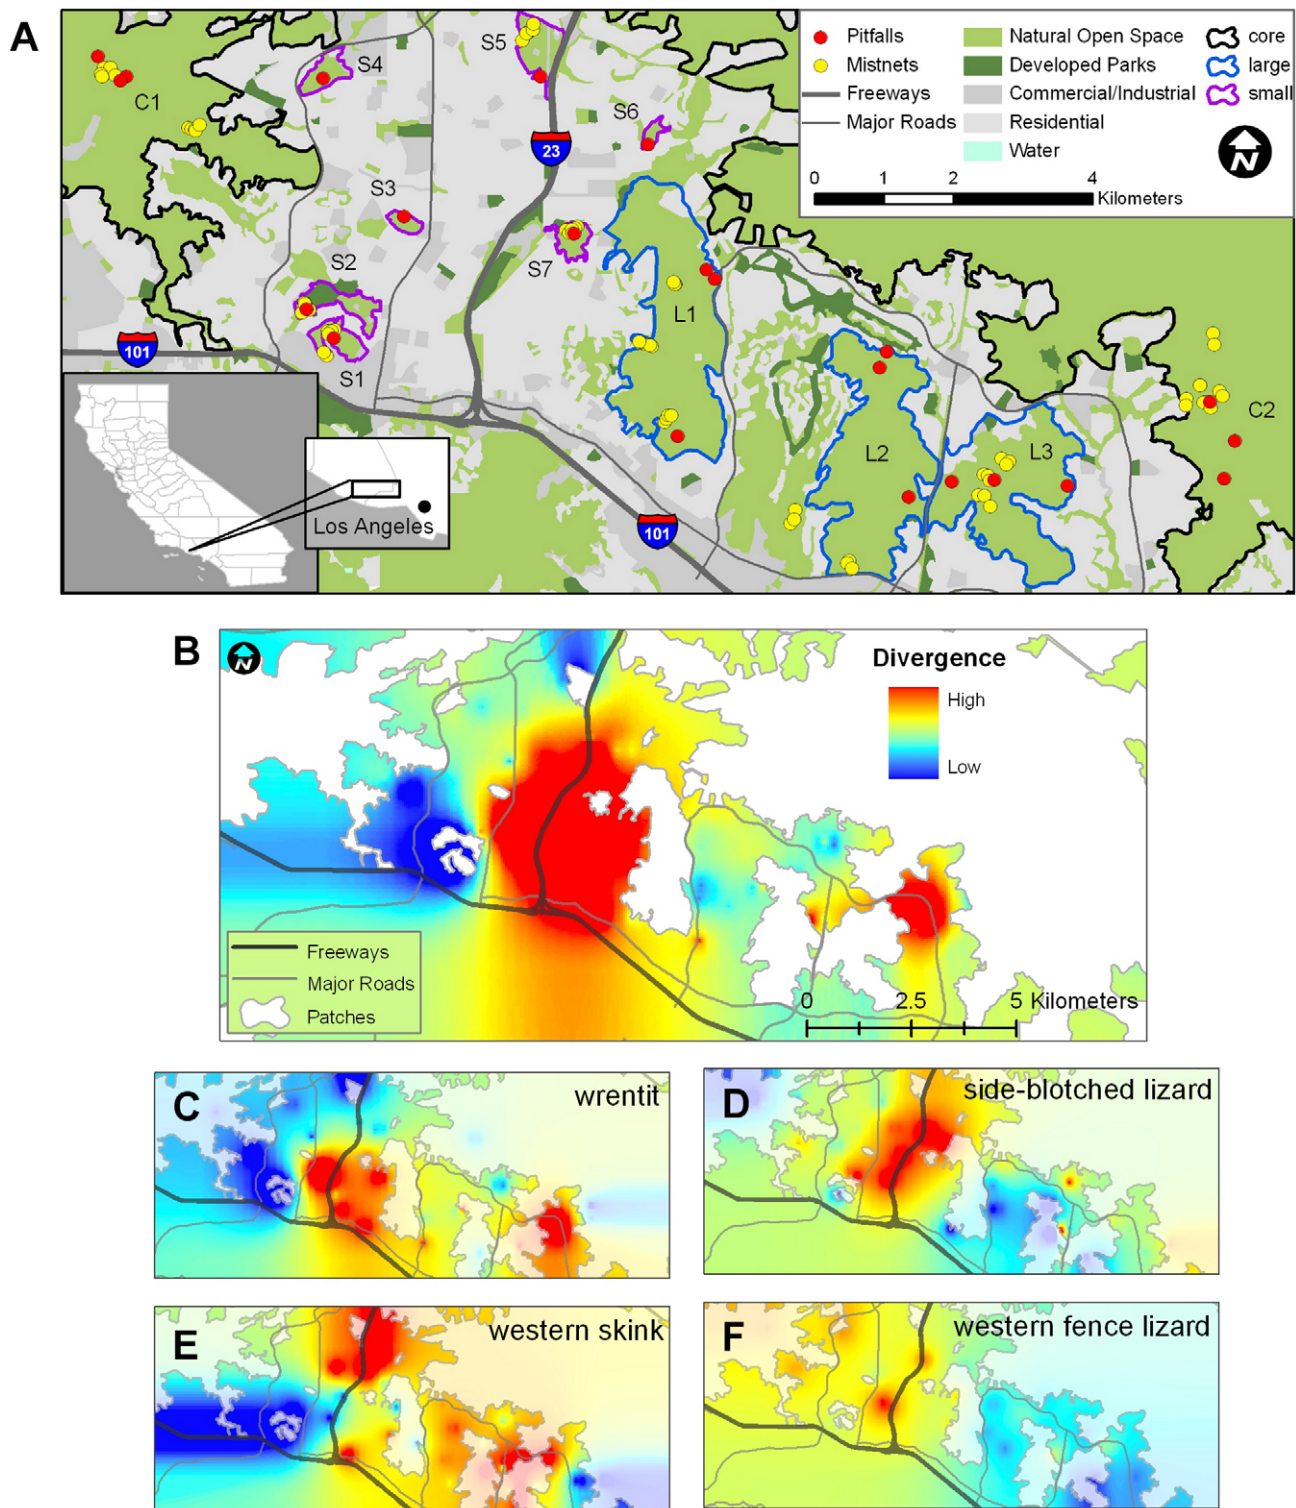 A
Pitfalls
Mistnets
Freeways
Major Roads
Natural Open Space
Developed Parks
Commercial/Industrial
Residential
Water
core
large
small
N
0 1 2 4
Kilometers
C1
S4
S5
S6
23
S3
S2
S7
S1
101
L1
L2
L3
C2
101
Los Angeles
B
N
Divergence
High
Low
Freeways
Major Roads
Patches
0 2.5 5 Kilometers
C
wrentit
D
side-blotched lizard
E
western skink
F
western fence lizard